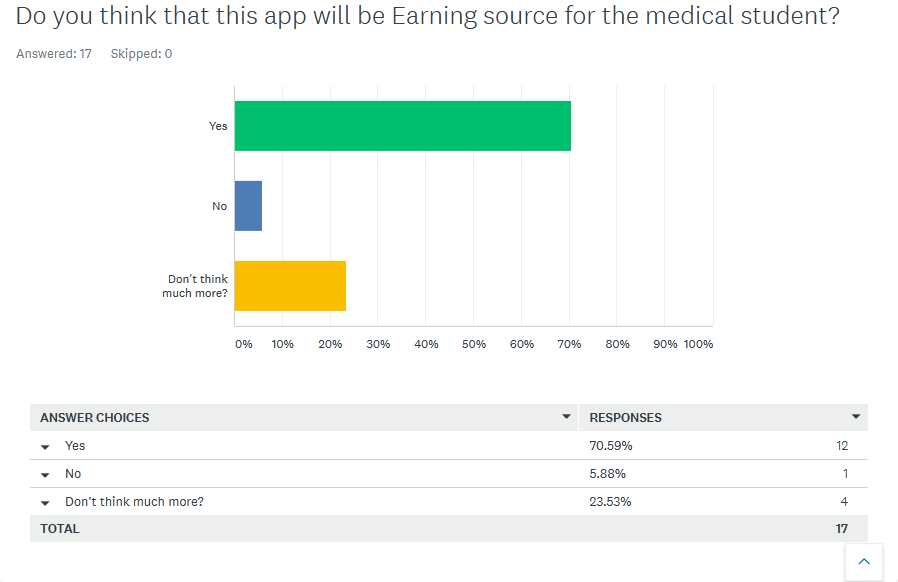 Do you think that this app will be Earning source for the medical student?
Answered: 17 Skipped: 0
Yes
No
Don't think
much more?
0% 10% 20% 30% 40% 50% 60% 70% 80% 90% 100%
ANSWER CHOICES RESPONSES
Yes 70.59% 12
No 5.88% 1
Don't think much more? 23.53% 4
TOTAL 17